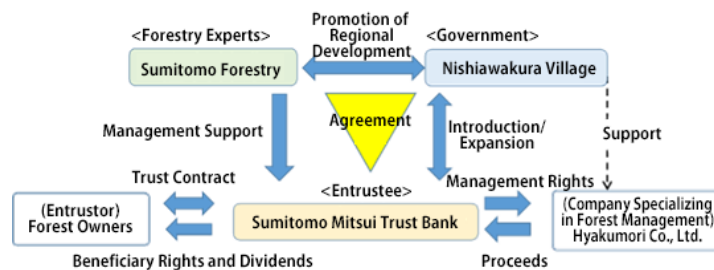 Promotion of
Regional
Development
<Forestry Experts>
<Government>
Sumitomo Forestry
Nishiawakura Village
Management Support
Agreement
Introduction/
Expansion
Support
Trust Contract
<Entrustee>
Management Rights
(Entrustor)
Forest Owners
Sumitomo Mitsui Trust Bank
(Company Specializing
in Forest Management)
Hyakumori Co., Ltd.
Beneficiary Rights and Dividends
Proceeds